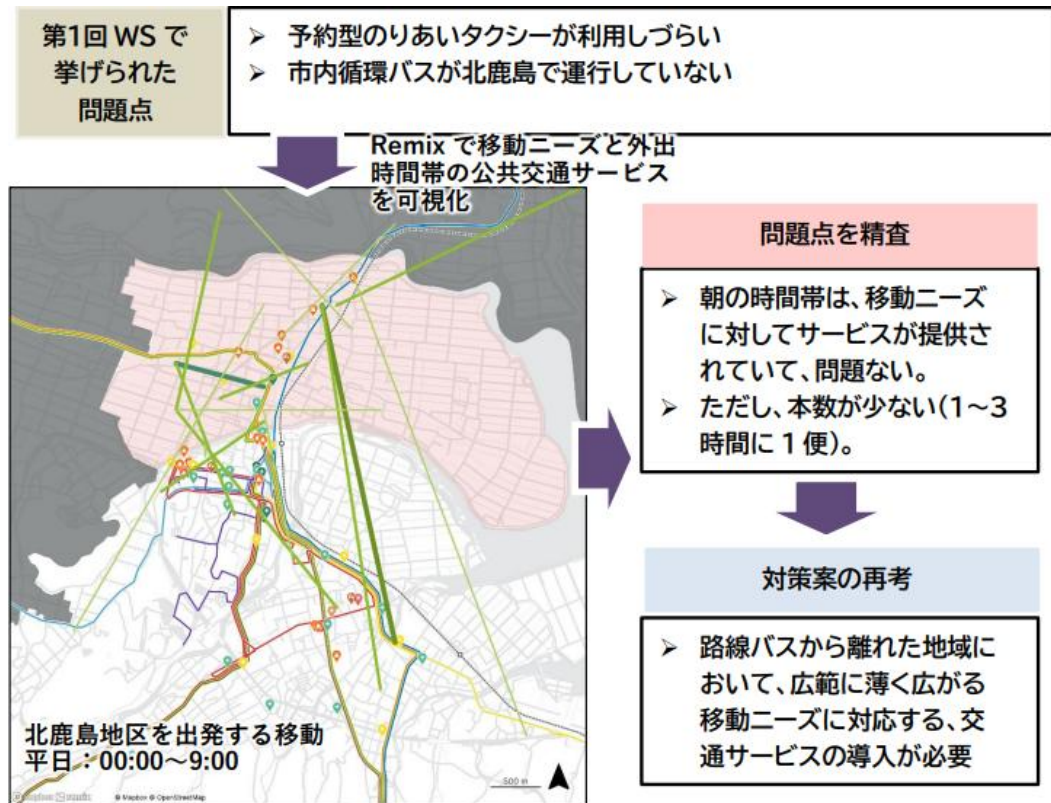 第1回 WS で
挙げられた
問題点
➢ 予約型のりあいタクシーが利用しづらい
➢ 市内循環バスが北鹿島で運行していない
Remix で移動ニーズと外出
時間帯の公共交通サービス
を可視化
問題点を精査
➢ 朝の時間帯は、移動ニーズ
に対してサービスが提供さ
れていて、問題ない。
➢ ただし、本数が少ない(1～3
時間に 1 便)。
対策案の再考
➢ 路線バスから離れた地域に
おいて、広範に薄く広がる
移動ニーズに対応する、交
通サービスの導入が必要
北鹿島地区を出発する移動
平日：00:00～9:00
500 m
mapbox remix © Mapbox © OpenStreetMap